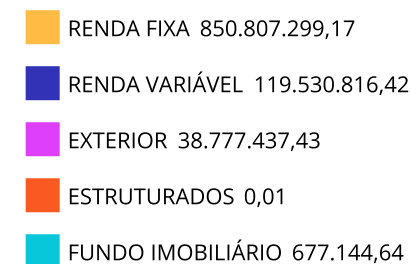 RENDA FIXA 850.807.299,17
RENDA VARIÁVEL 119.530.816,42
EXTERIOR 38.777.437,43
ESTRUTURADOS 0,01
FUNDO IMOBILIÁRIO 677.144,64